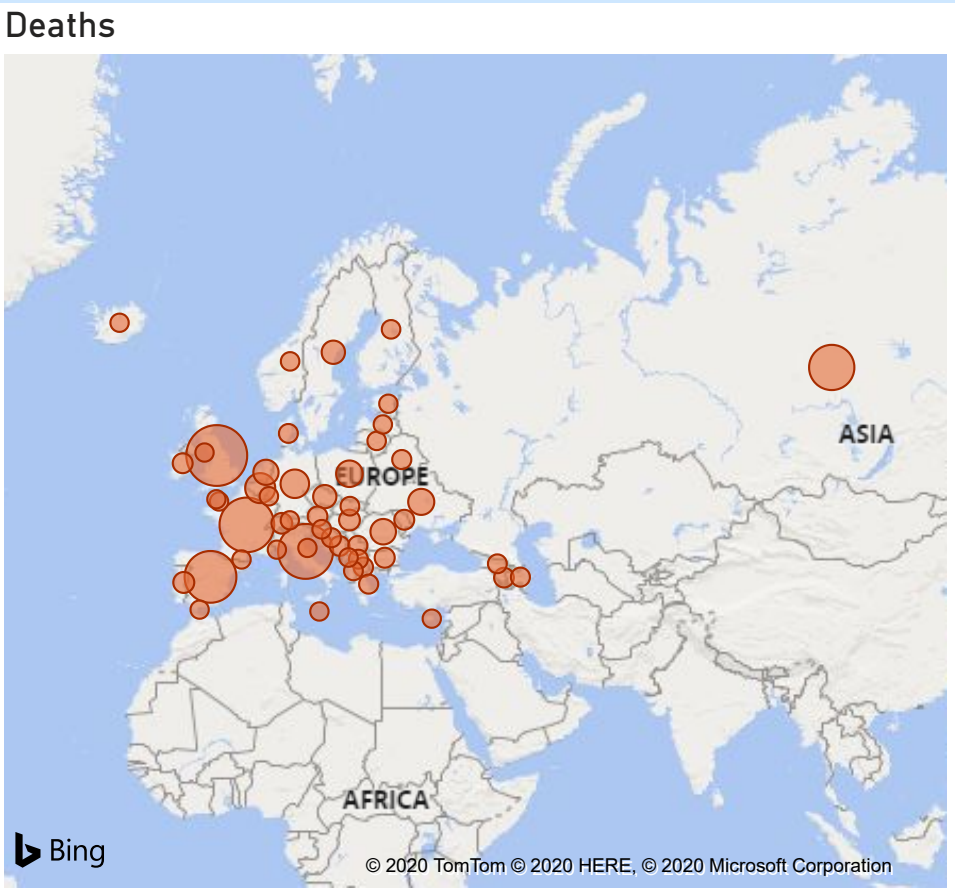 Deaths
ASIA
EUROPE
AFRICA
Bing
© 2020 TomTom © 2020 HERE, © 2020 Microsoft Corporation